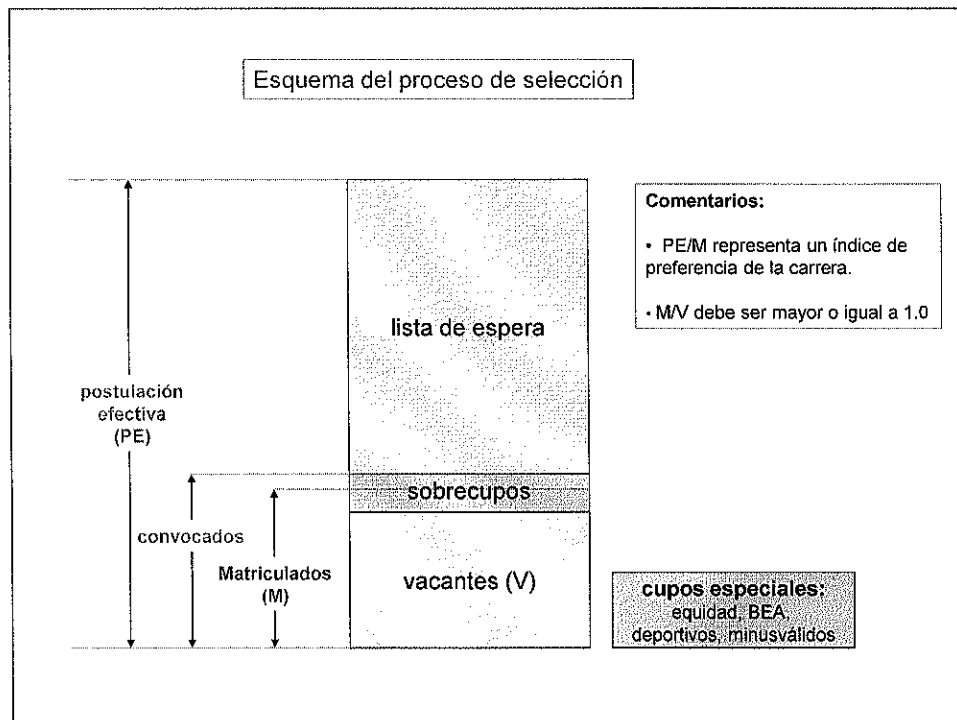 Esquema del proceso de selección
Comentarios:
• PE/M representa un índice de
preferencia de la carrera.
• M/V debe ser mayor o igual a 1.0
lista de espera
postulación
efectiva
(PE)
sobrecupos
convocados
Matriculados
(M)
vacantes (V)
cupos especiales:
equidad, BEA,
deportivos, minusválidos